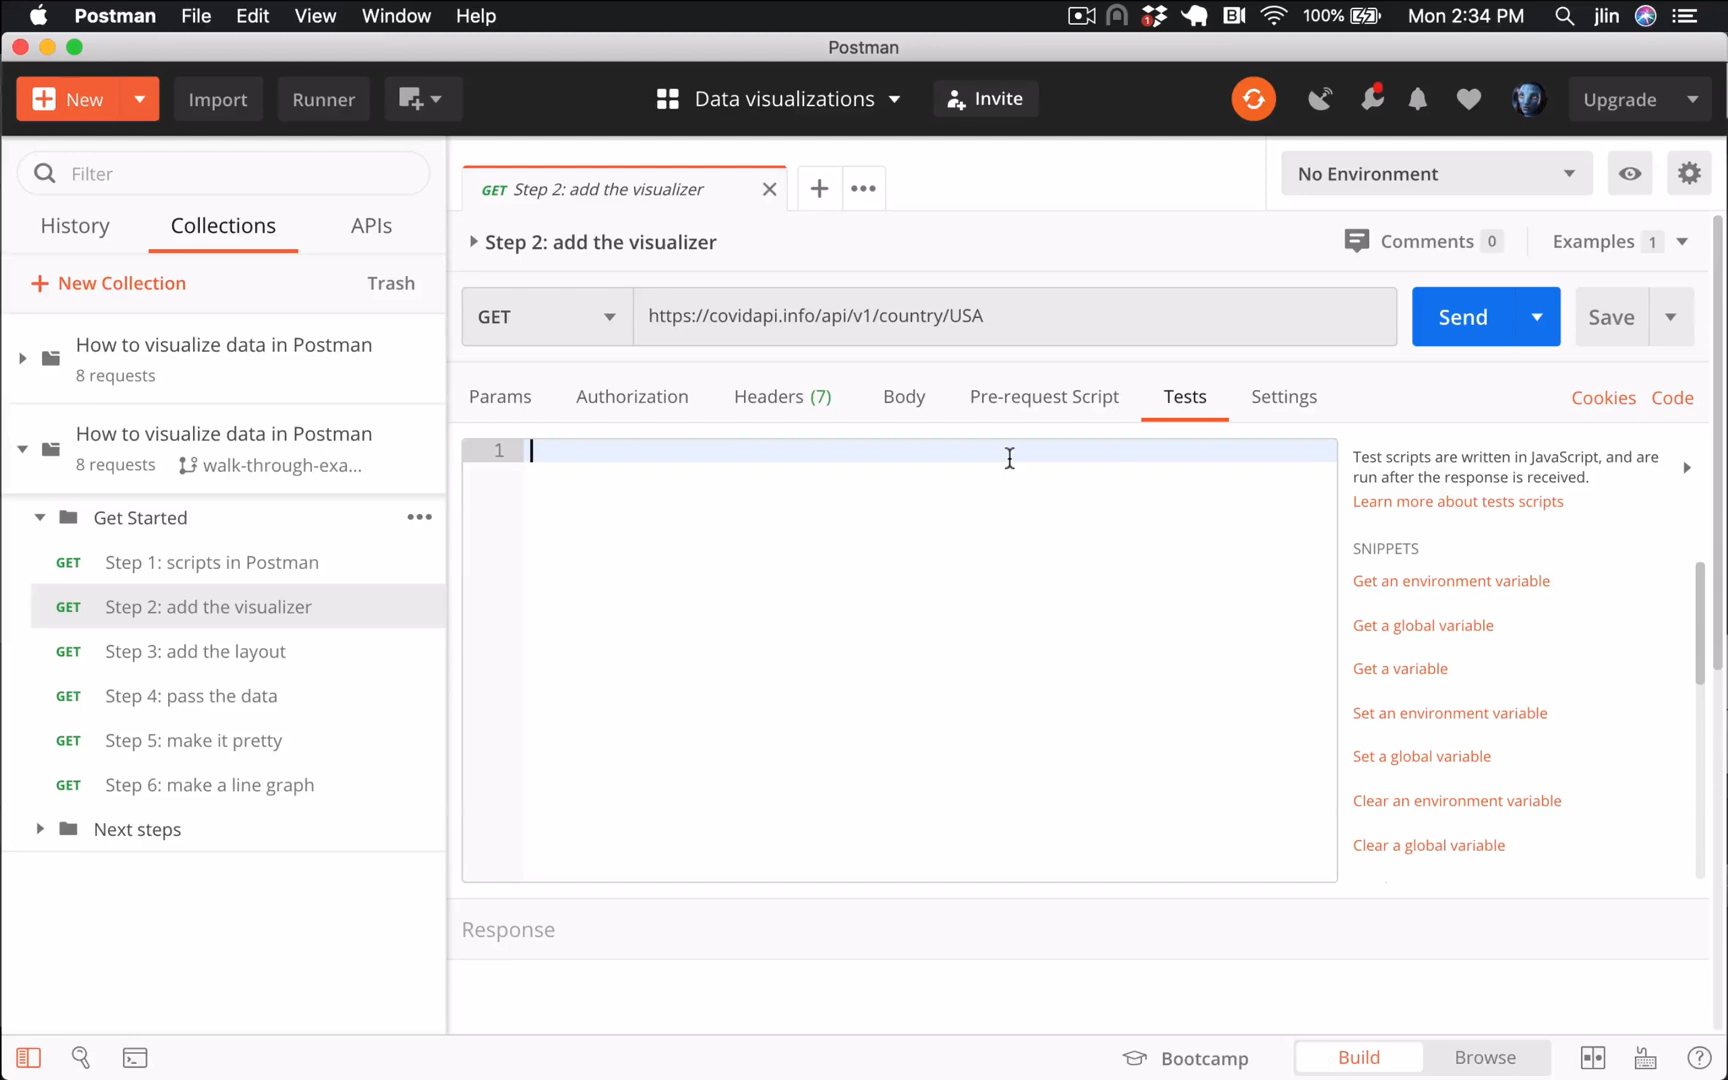 Postman File Edit View Window Help 1 100% Mon 2:34 PM jlin
Postman
New Import Runner Data visualizations Invite Upgrade
Filter
History Collections APIs
New Collection Trash
How to visualize data in Postman
8 requests
How to visualize data in Postman
8 requests walk-through-exa...
Get Started
GET Step 1: scripts in Postman
GET Step 2: add the visualizer
GET Step 3: add the layout
GET Step 4: pass the data
GET Step 5: make it pretty
GET Step 6: make a line graph
Next steps
GET Step 2: add the visualizer
No Environment
Step 2: add the visualizer Comments 0 Examples 1
GET https://covidapi.info/api/v1/country/USA Send Save
Params Authorization Headers (7) Body Pre-request Script Tests Settings Cookies Code
1
Test scripts are written in JavaScript, and are
run after the response is received.
Learn more about tests scripts
SNIPPETS
Get an environment variable
Get a global variable
Get a variable
Set an environment variable
Set a global variable
Clear an environment variable
Clear a global variable
Response
Bootcamp Build Browse